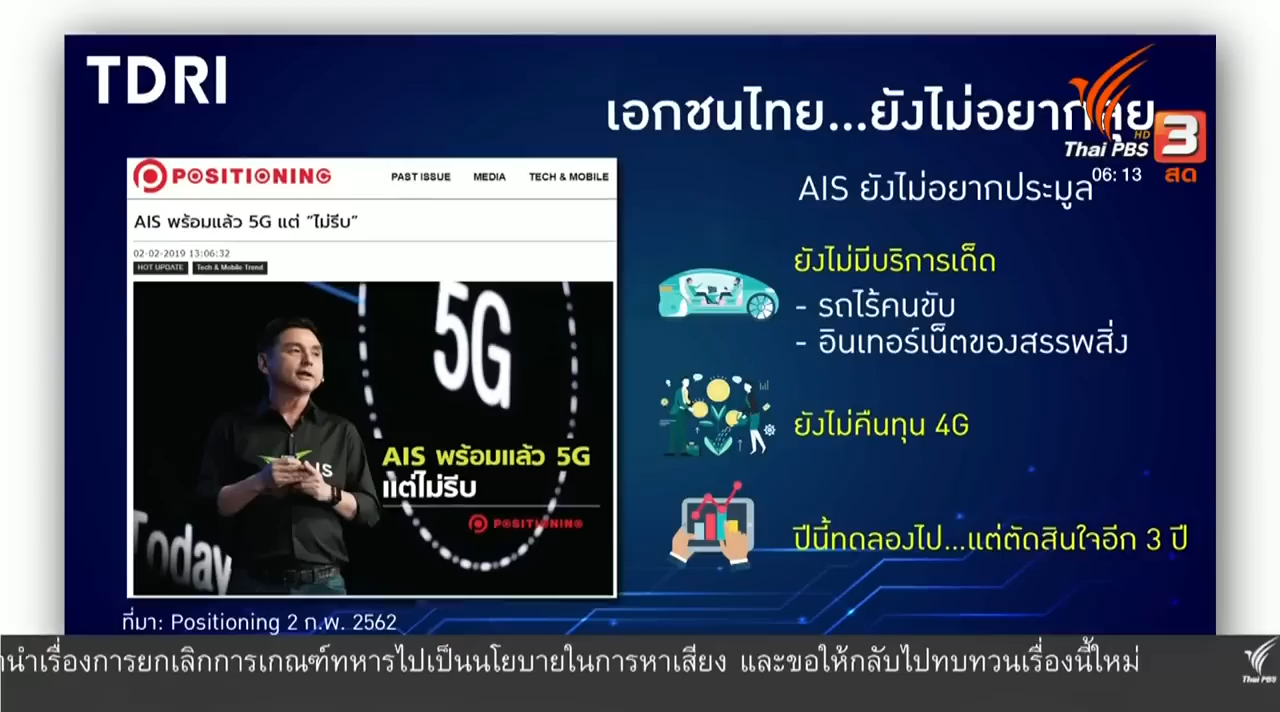 TDRI
เอกชนไทย...ยังไม่อยากลุย
HD
Thai PBS
3
06:13
สด
POSITIONING
PAST ISSUE
MEDIA
TECH & MOBILE
AIS พร้อมแล้ว 5G แต่ "ไม่รีบ"
02-02-2019 13:06:32
HOT UPDATE
Tech & Mobile Trend
5G
AIS
Today
AIS พร้อมแล้ว 5G
แต่ไม่รีบ
POSITIONING
AIS ยังไม่อยากประมูล
ยังไม่มีบริการเด็ด
- รถไร้คนขับ
- อินเทอร์เน็ตของสรรพสิ่ง
ยังไม่คืนทุน 4G
ปีนี้ทดลองไป...แต่ตัดสินใจอีก 3 ปี
ที่มา: Positioning 2 ก.พ. 2562
นำเรื่องการยกเลิกการเกณฑ์ทหารไปเป็นนโยบายในการหาเสียง และขอให้กลับไปทบทวนเรื่องนี้ใหม่
Thai PBS